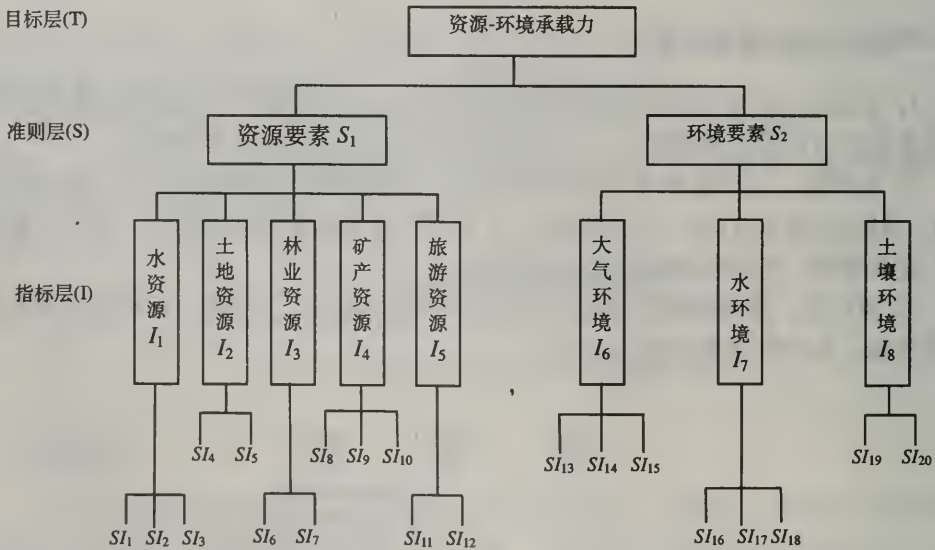 目标层(T)
资源-环境承载力
准则层(S)
资源要素 S₁
环境要素 S₂
指标层(I)
水资源 I₁
土地资源 I₂
林业资源 I₃
矿产资源 I₄
旅游资源 I₅
大气环境 I₆
水环境 I₇
土壤环境 I₈
SI₄ SI₅ SI₈ SI₉ SI₁₀ SI₁₃ SI₁₄ SI₁₅ SI₁₉ SI₂₀
SI₁ SI₂ SI₃ SI₆ SI₇ SI₁₁ SI₁₂ SI₁₆ SI₁₇ SI₁₈